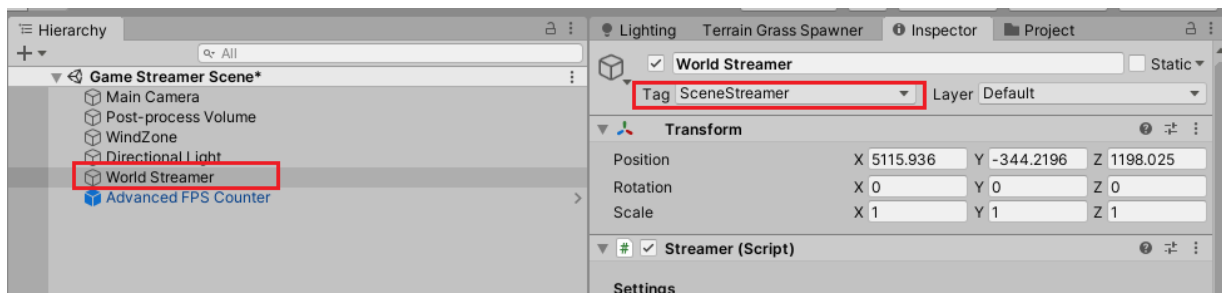 Hierarchy
All
Game Streamer Scene*
Main Camera
Post-process Volume
WindZone
Directional Light
World Streamer
Advanced FPS Counter
Lighting Terrain Grass Spawner Inspector Project
World Streamer Static
Tag SceneStreamer Layer Default
Transform
Position X 5115.936 Y -344.2196 Z 1198.025
Rotation X 0 Y 0 Z 0
Scale X 1 Y 1 Z 1
# Streamer (Script)
Settings